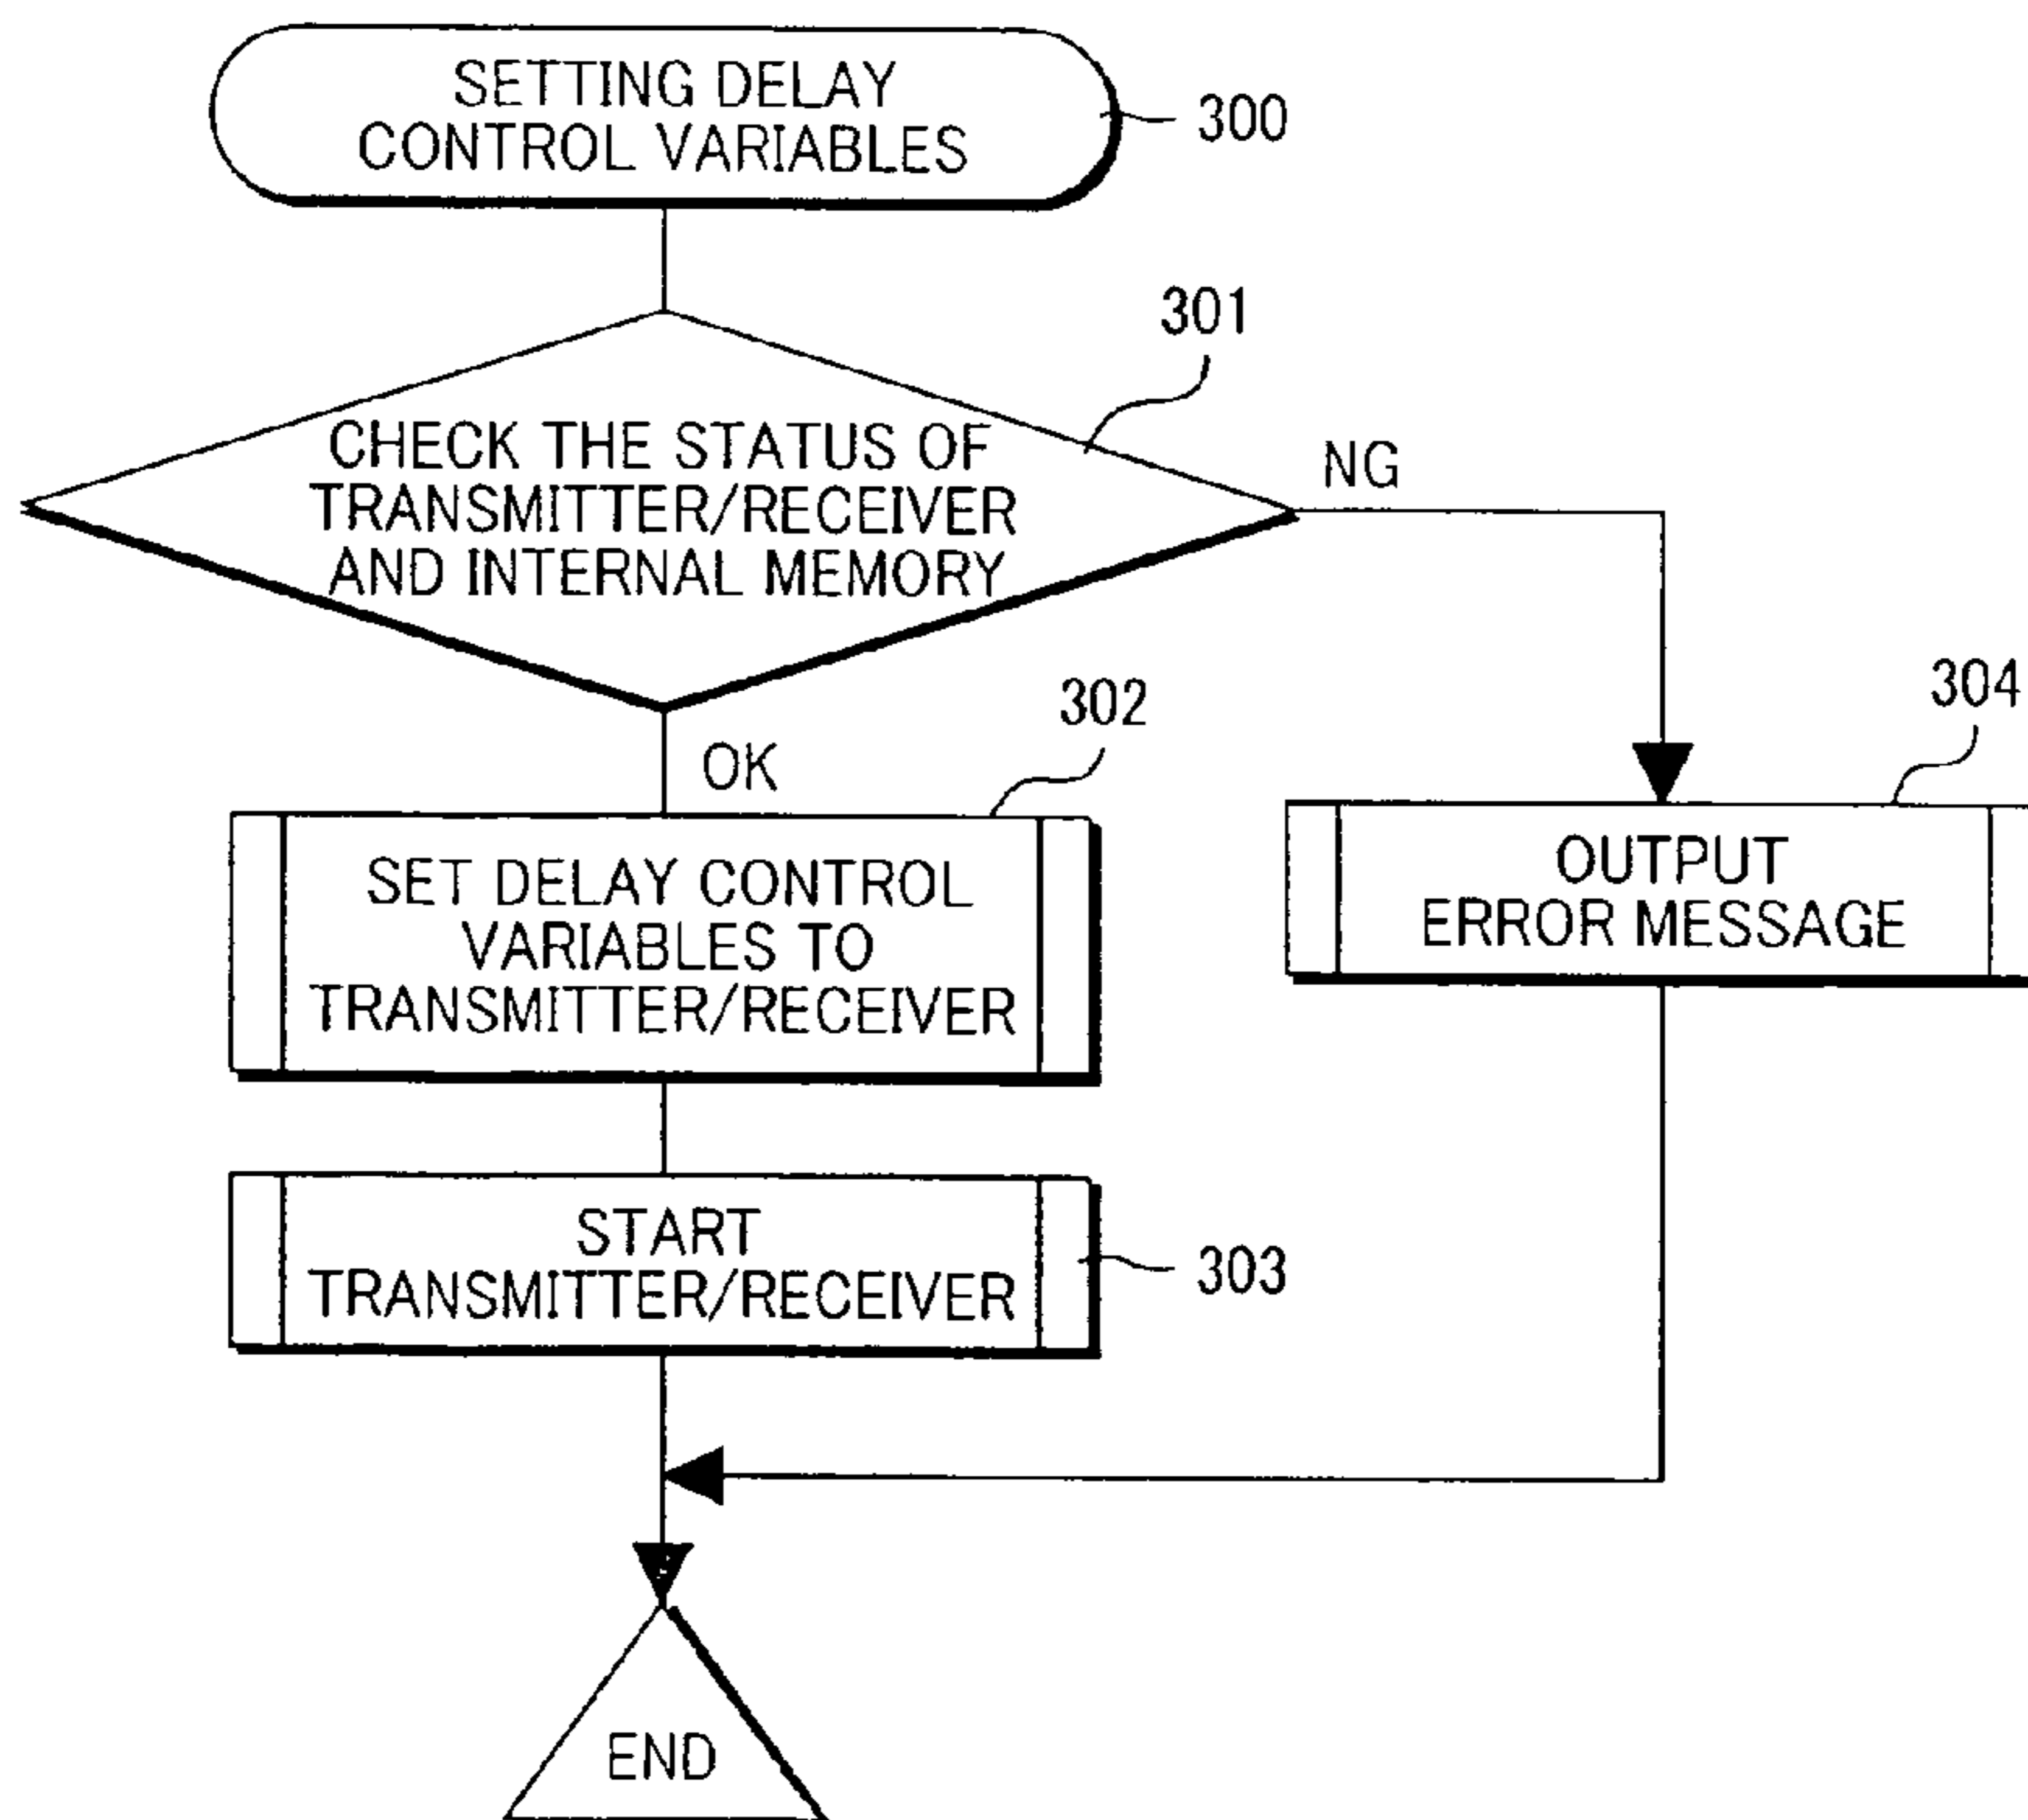 SETTING DELAY
CONTROL VARIABLES
300
301
CHECK THE STATUS OF
TRANSMITTER/RECEIVER
AND INTERNAL MEMORY
NG
OK
302
SET DELAY CONTROL
VARIABLES TO
TRANSMITTER/RECEIVER
304
OUTPUT
ERROR MESSAGE
START
TRANSMITTER/RECEIVER
303
END